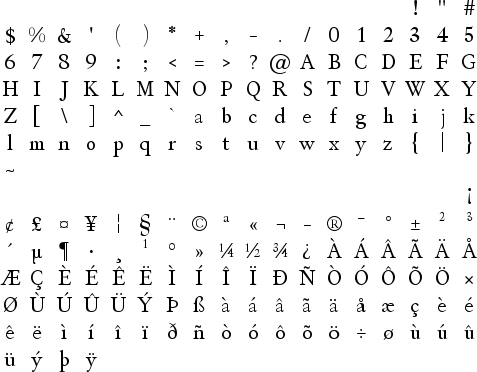 ! " #
$ % & ' ( ) * + , - . / 0 1 2 3 4 5
6 7 8 9 : ; < = > ? @ A B C D E F G
H I J K L M N O P Q R S T U V W X Y
Z [ \ ] ^ _ ` a b c d e f g h i j k
l m n o p q r s t u v w x y z { | }
~
¡
¢ £ ¤ ¥ ¦ § ¨ © ª « ¬ - ® ¯ ° ± ² ³
´ µ ¶ · ¸ ¹ º » ¼ ½ ¾ ¿ À Á Â Ã Ä Å
Æ Ç È É Ê Ë Ì Í Î Ï Ð Ñ Ò Ó Ô Õ Ö ×
Ø Ù Ú Û Ü Ý Þ ß à á â ã ä å æ ç è é
ê ë ì í î ï ð ñ ò ó ô õ ö ÷ ø ù ú û
ü ý þ ÿ